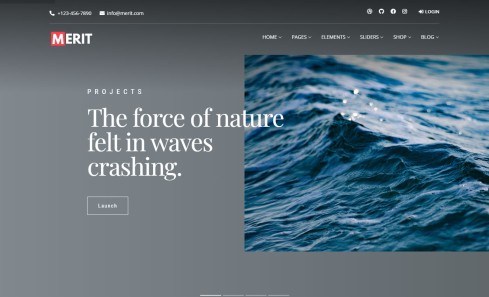 +123-456-7890 info@merit.com LOGIN
MERIT HOME PAGES ELEMENTS SLIDERS SHOP BLOG
PROJECTS
The force of nature
felt in waves
crashing.
Launch